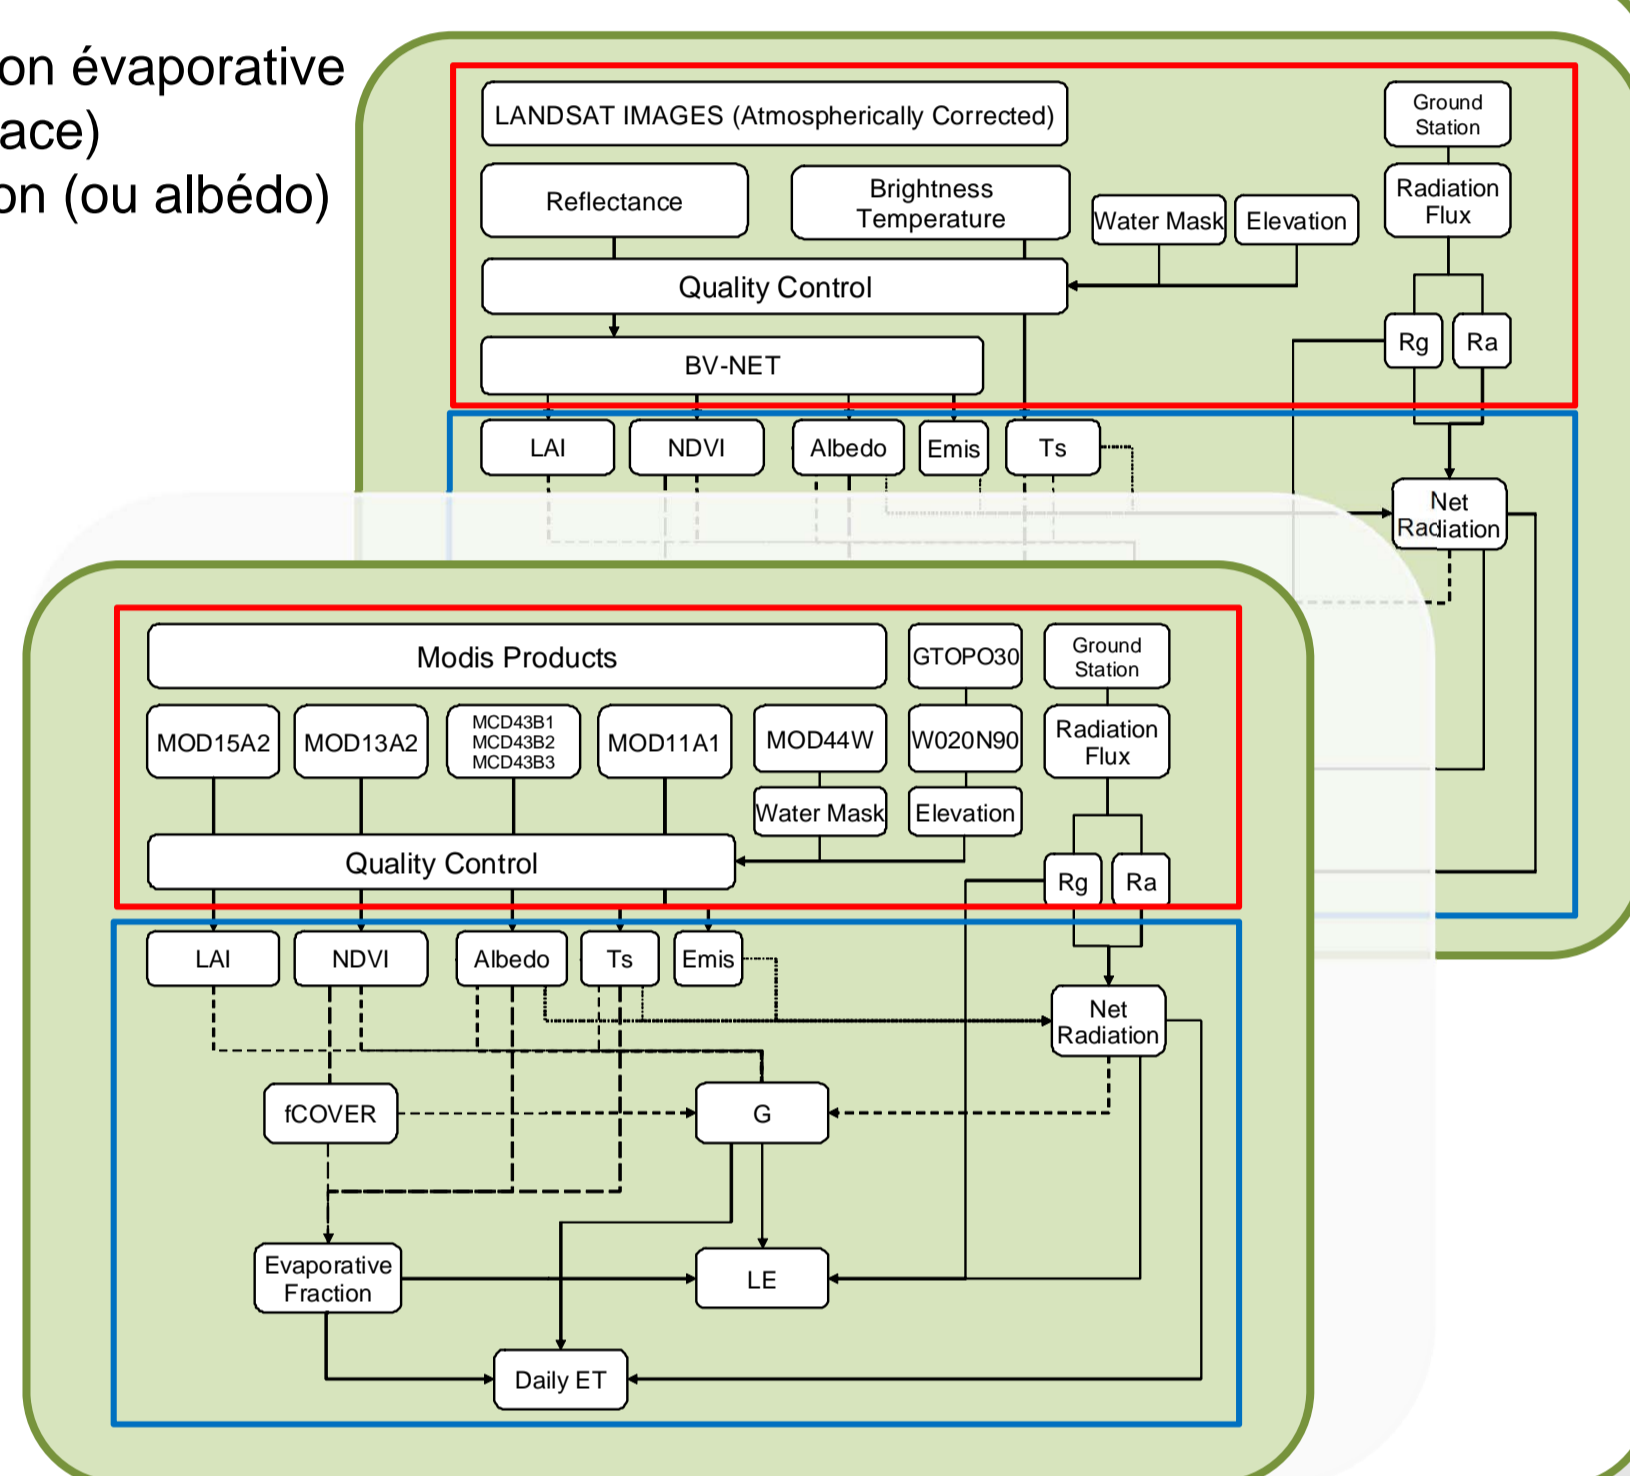 on évaporative
ace)
on (ou albédo)
LANDSAT IMAGES (Atmospherically Corrected)
Ground
Station
Reflectance
Brightness
Temperature
Water Mask
Elevation
Radiation
Flux
Quality Control
Rg
Ra
BV-NET
LAI
NDVI
Albedo
Emis
Ts
Net
Radiation
Modis Products
GTOPO30
Ground
Station
MOD15A2
MOD13A2
MCD43B1
MCD43B2
MCD43B3
MOD11A1
MOD44W
W020N90
Radiation
Flux
Water Mask
Elevation
Quality Control
Rg
Ra
LAI
NDVI
Albedo
Ts
Emis
Net
Radiation
fCOVER
G
Evaporative
Fraction
LE
Daily ET